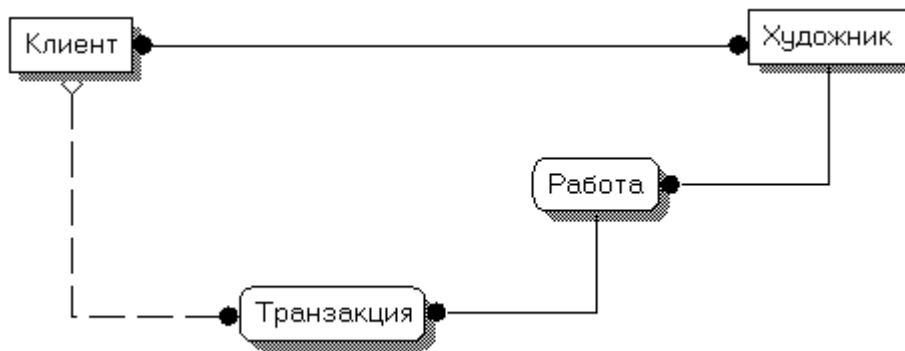 Клиент
Художник
Работа
Транзакция